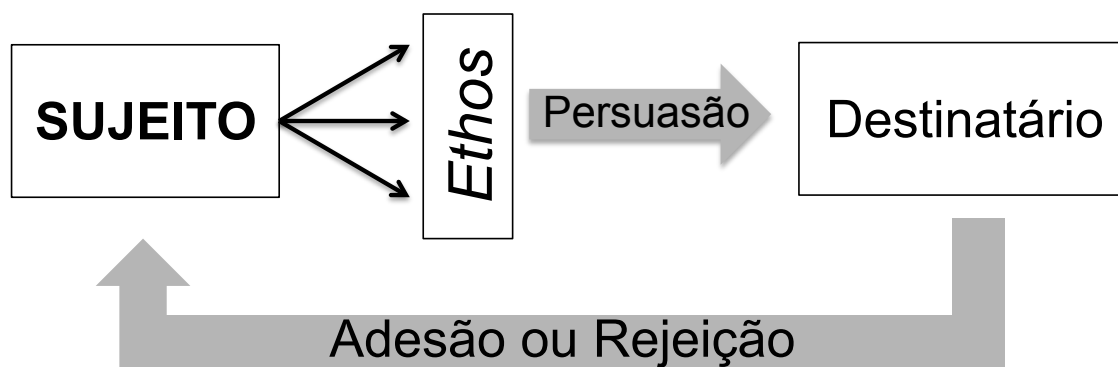 SUJEITO
Ethos
Persuasão
Destinatário
Adesão ou Rejeição